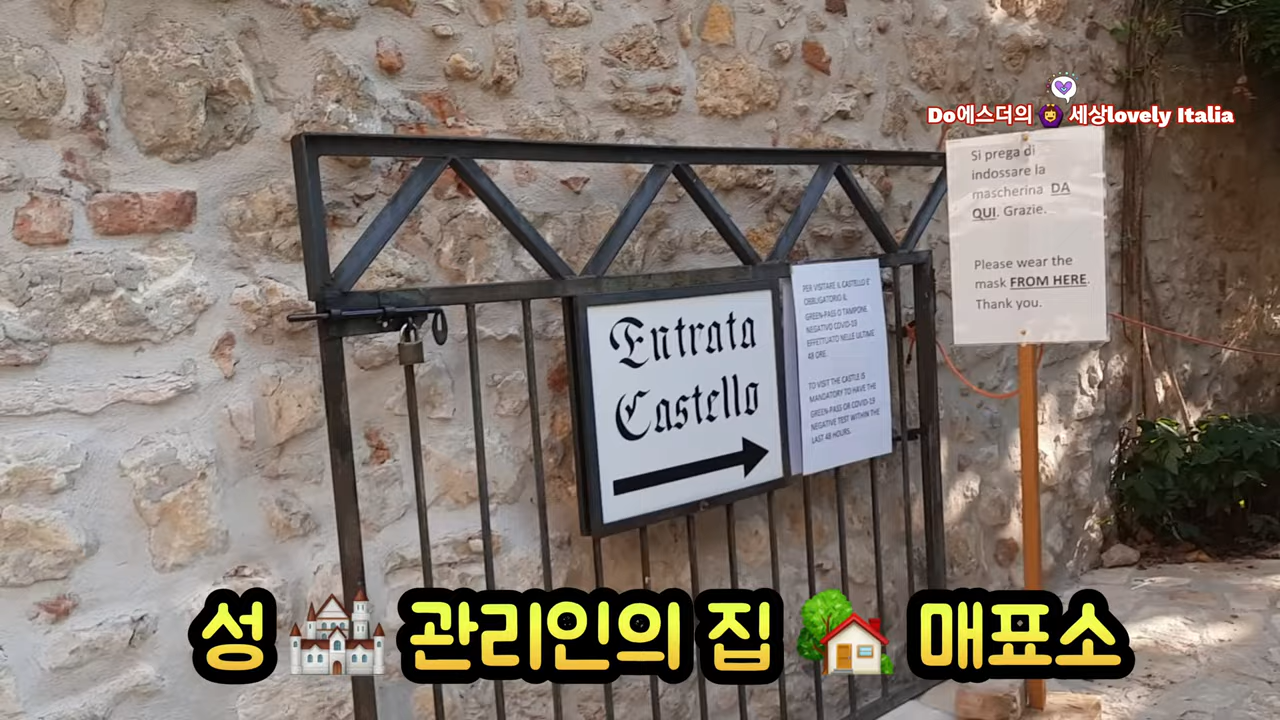 Do에스더의 세상lovely Italia
Si prega di
indossare la
mascherina DA
QUI. Grazie.
Please wear the
mask FROM HERE.
Thank you.
Entrata
Castello
PER VISITARE IL CASTELLO E'
OBBLIGATORIO IL
GREEN-PASS O TAMPONE
NEGATIVO COVID-19
EFFETTUATO NELLE ULTIME
48 ORE.
TO VISIT THE CASTLE IS
MANDATORY TO HAVE THE
GREEN-PASS OR COVID-19
NEGATIVE TEST WITHIN THE
LAST 48 HOURS.
성 관리인의 집 매표소